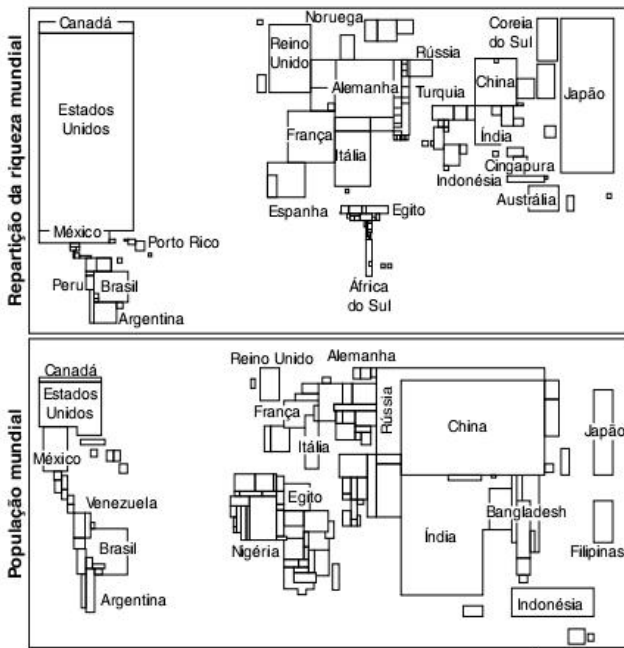 Repartição da riqueza mundial
Canadá
Estados
Unidos
México
Porto Rico
Peru
Brasil
Argentina
Noruega
Reino
Unido
Rússia
Alemanha
Turquia
França
Itália
Espanha
Egito
África
do Sul
Coreia
do Sul
China
Japão
Índia
Cingapura
Indonésia
Austrália
População mundial
Canadá
Estados
Unidos
México
Venezuela
Brasil
Argentina
Reino Unido
Alemanha
França
Itália
Rússia
Egito
Nigéria
China
Japão
Bangladesh
Índia
Filipinas
Indonésia